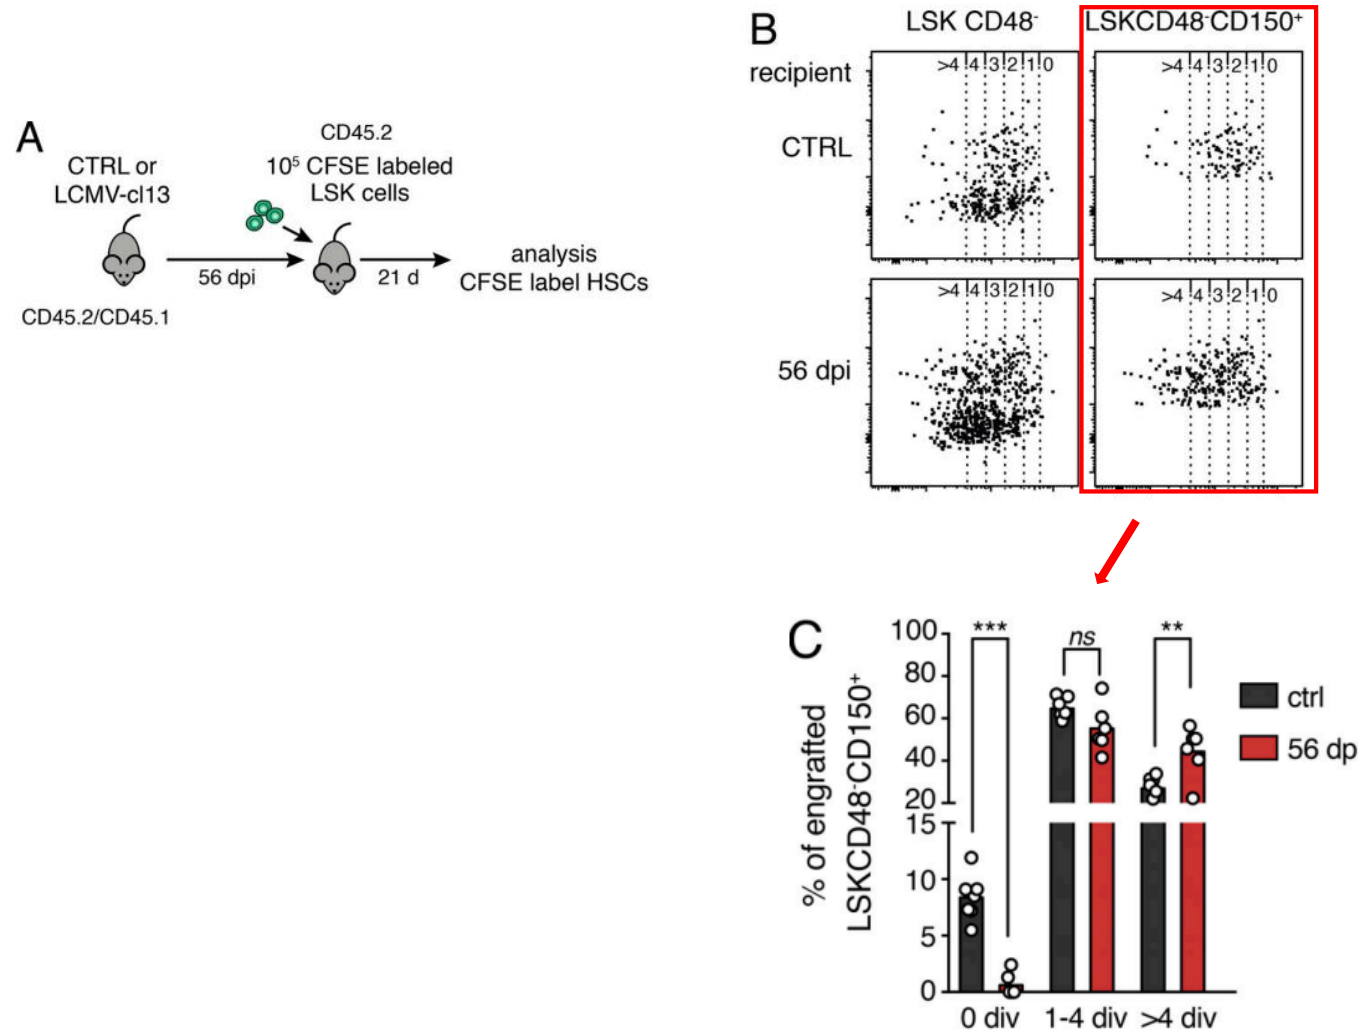 A
CTRL or
LCMV-cl13
CD45.2/CD45.1
56 dpi
CD45.2
10⁵ CFSE labeled
LSK cells
21 d
analysis
CFSE label HSCs
B
LSK CD48⁻
LSKCD48⁻CD150⁺
recipient
CTRL
>4 4 3 2 1 0
>4 4 3 2 1 0
56 dpi
>4 4 3 2 1 0
>4 4 3 2 1 0
C
% of engrafted
LSKCD48⁻CD150⁺
100
80
60
40
20
15
10
5
0
***
ns
**
0 div
1-4 div
>4 div
ctrl
56 dp